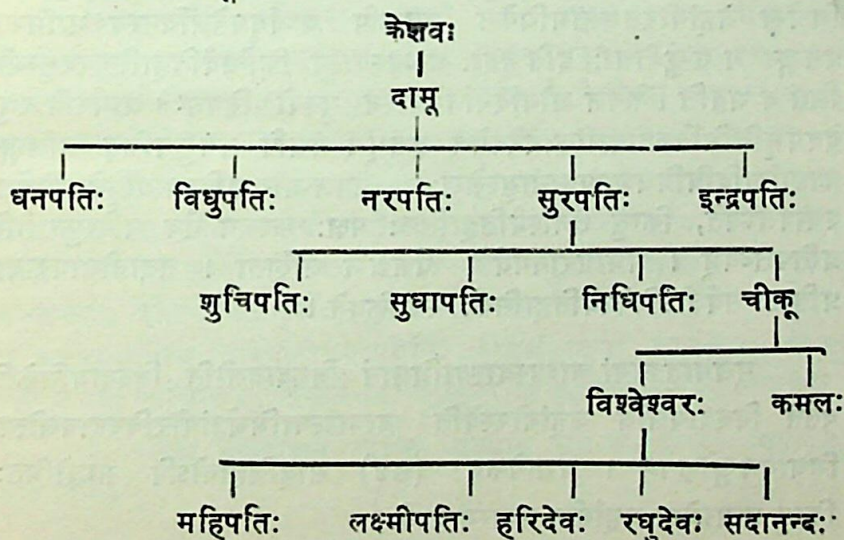 केशवः
दामू
धनपतिः विधुपतिः नरपतिः सुरपतिः इन्द्रपतिः
शुचिपतिः सुधापतिः निधिपतिः चीकू
विश्वेश्वरः कमलः
महिपतिः लक्ष्मीपतिः हरिदेवः रघुदेवः सदानन्दः